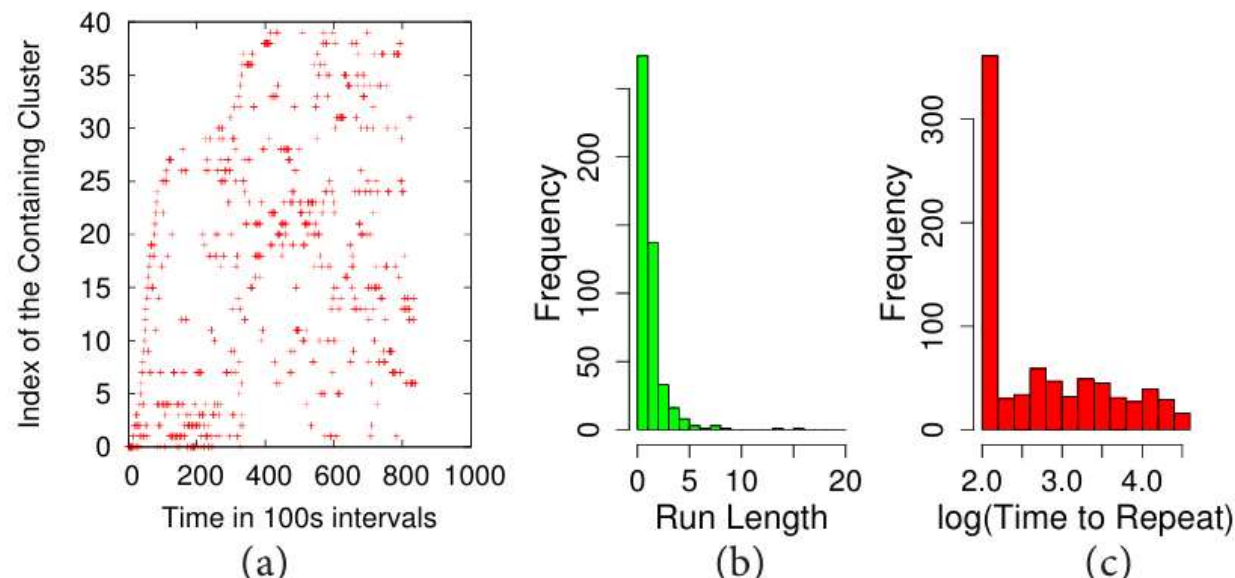 40
35
30
25
20
15
10
5
0
Index of the Containing Cluster
0 200 400 600 800 1000
Time in 100s intervals
(a)
Frequency
200
100
50
0
0 5 10 20
Run Length
(b)
Frequency
300
200
100
0
2.0 3.0 4.0
log(Time to Repeat)
(c)